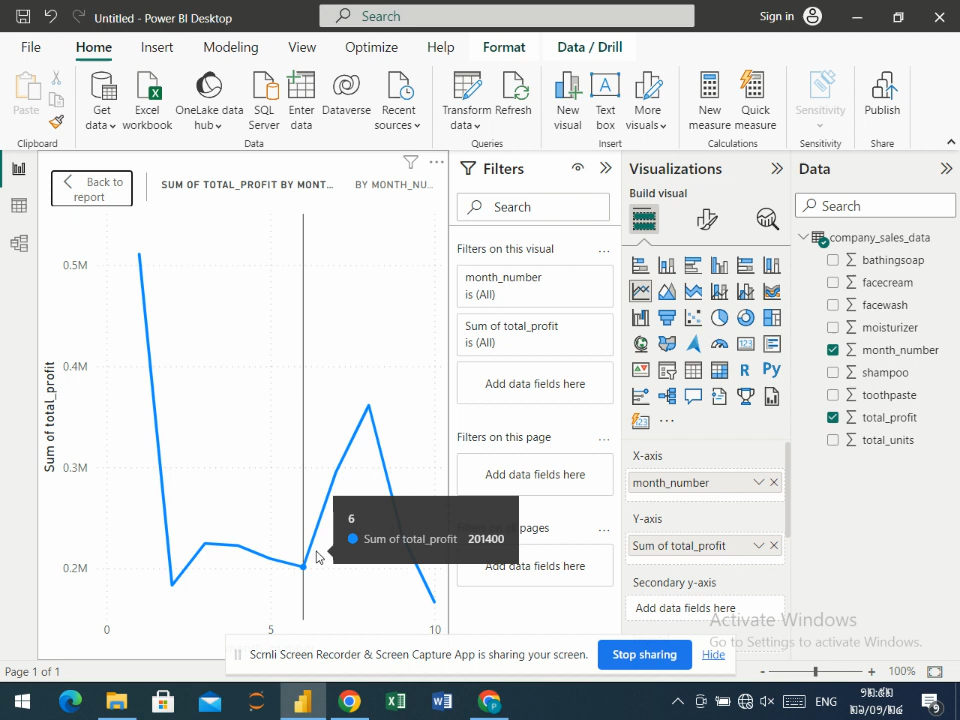 Untitled - Power BI Desktop
Search
Sign in
File
Home
Insert
Modeling
View
Optimize
Help
Format
Data / Drill
Paste
Get data
Excel workbook
OneLake data hub
SQL Server
Enter data
Dataverse
Recent sources
Transform data
Refresh
New visual
Text box
More visuals
New measure
Quick measure
Sensitivity
Publish
Clipboard
Data
Queries
Insert
Calculations
Sensitivity
Share
Back to report
SUM OF TOTAL_PROFIT BY MONT...
BY MONTH_NU...
Sum of total_profit
0.5M
0.4M
0.3M
0.2M
0
5
10
6
Sum of total_profit 201400
Filters
Search
Filters on this visual
...
month_number
is (All)
Sum of total_profit
is (All)
Add data fields here
Filters on this page
...
Add data fields here
pages
...
Add data fields here
Visualizations
Build visual
123
R
Py
...
X-axis
month_number
Y-axis
Sum of total_profit
Secondary y-axis
Add data fields here
Data
Search
company_sales_data
bathingsoap
facecream
facewash
moisturizer
month_number
shampoo
toothpaste
total_profit
total_units
Activate Windows
Go to Settings to activate Windows.
Scrnli Screen Recorder & Screen Capture App is sharing your screen.
Stop sharing
Hide
Page 1 of 1
- + 100%
ENG
9